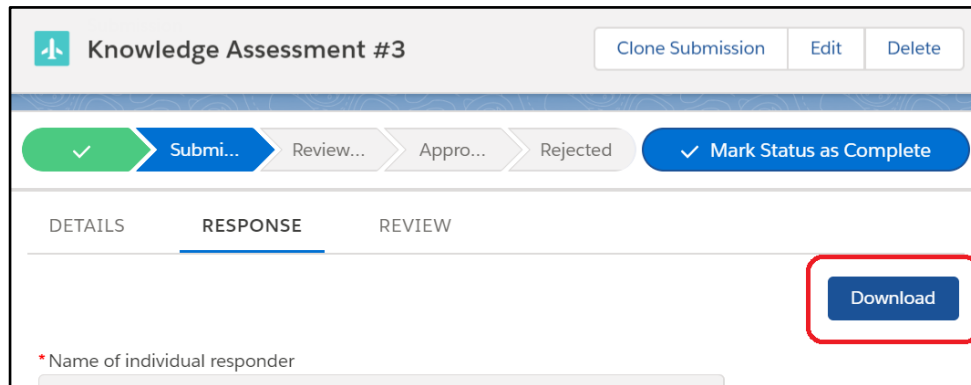 Knowledge Assessment #3
Clone Submission Edit Delete
Submi... Review... Appro... Rejected Mark Status as Complete
DETAILS RESPONSE REVIEW
Download
*Name of individual responder